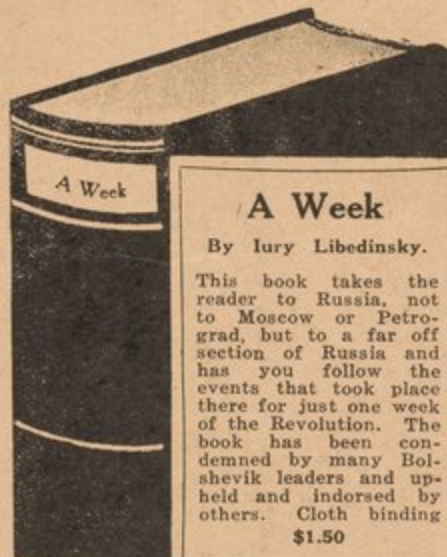 A Week
A Week
By Iury Libedinsky.
This book takes the
reader to Russia, not
to Moscow or Petro-
grad, but to a far off
section of Russia and
has you follow the
events that took place
there for just one week
of the Revolution. The
book has been con-
demned by many Bol-
shevik leaders and up-
held and indorsed by
others. Cloth binding
$1.50